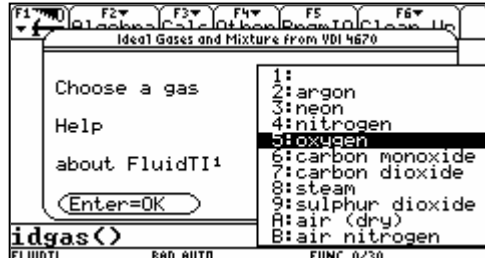 F1 F2 F3 F4 F5 F6
Algebra Calc Other PrgmIO Clean Up
Ideal Gases and Mixture from VDI 4670
Choose a gas
Help
about FluidTI¹
Enter=OK
1:
2:argon
3:neon
4:nitrogen
5:oxygen
6:carbon monoxide
7:carbon dioxide
8:steam
9:sulphur dioxide
A:air (dry)
B:air nitrogen
idgas()
FLUIDTI RAD AUTO FUNC 0/30